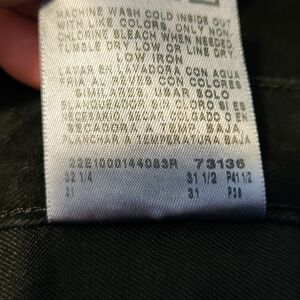 MACHINE WASH COLD INSIDE OUT
WITH LIKE COLORS. ONLY NON-
CHLORINE BLEACH WHEN NEEDED
TUMBLE DRY LOW OR LINE DRY
LOW IRON
LAVAR EN LAVADORA CON AGUA
FRIA AL REVES CON COLORES
SIMILARES USAR SOLO
BLANQUEADOR SIN CLORO SI ES
NECESARIO SECAR COLGADO O EN
SECADORA A TEMP. BAJA
PLANCHAR A TEMPERATURA BAJA
22E1000144083R 73136
32 1/4 31 1/2 P41 1/2
31 31 P38